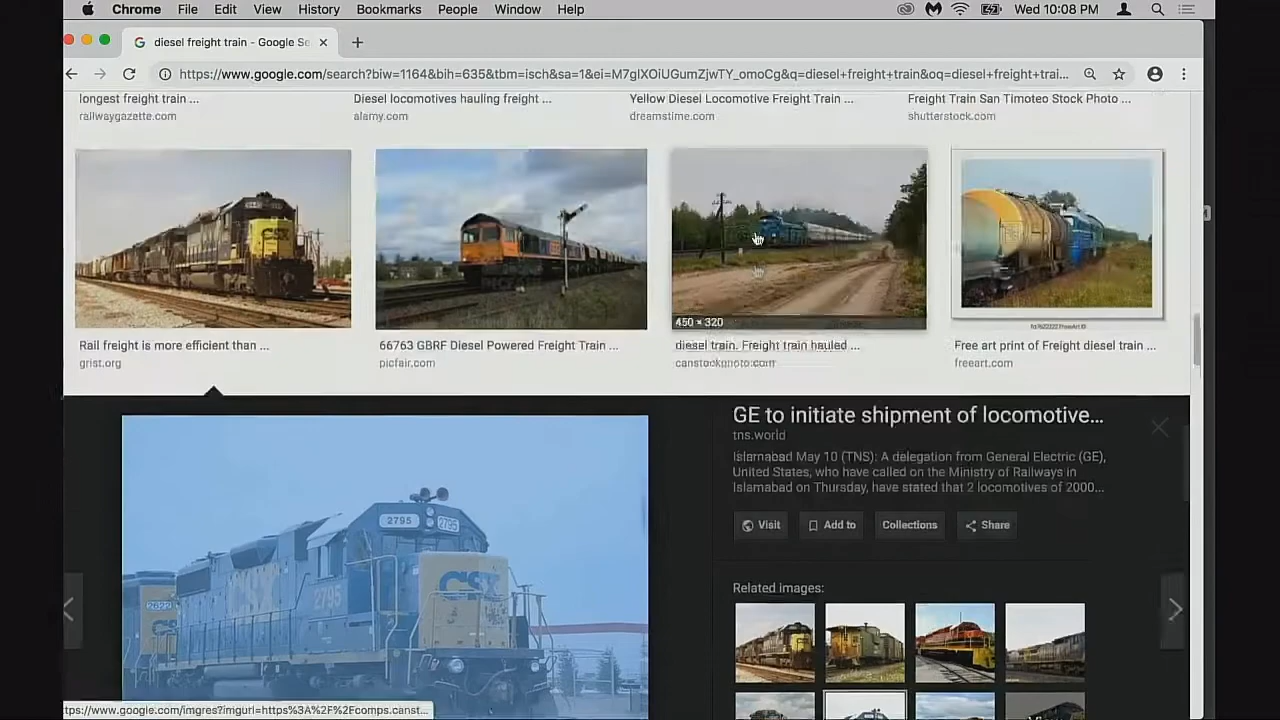 Chrome File Edit View History Bookmarks People Window Help Wed 10:08 PM
diesel freight train - Google Se
https://www.google.com/search?biw=1164&bih=635&tbm=isch&sa=1&ei=M7glXOiUGumZjwTY_omoCg&q=diesel+freight+train&oq=diesel+freight+trai...
longest freight train ...
railwaygazette.com
Diesel locomotives hauling freight ...
alamy.com
Yellow Diesel Locomotive Freight Train ...
dreamstime.com
Freight Train San Timoteo Stock Photo ...
shutterstock.com
CSX
450 × 320
Rail freight is more efficient than ...
grist.org
66763 GBRF Diesel Powered Freight Train ...
picfair.com
diesel train. Freight train hauled ...
canstockphoto.com
Free art print of Freight diesel train ...
freeart.com
GE to initiate shipment of locomotive...
tns.world
Islamabad May 10 (TNS): A delegation from General Electric (GE),
United States, who have called on the Ministry of Railways in
Islamabad on Thursday, have stated that 2 locomotives of 2000...
Visit Add to Collections Share
Related images:
2795 2795
CSX 2795 CSX
2622
https://www.google.com/imgres?imgurl=https%3A%2F%2Fcomps.canst...